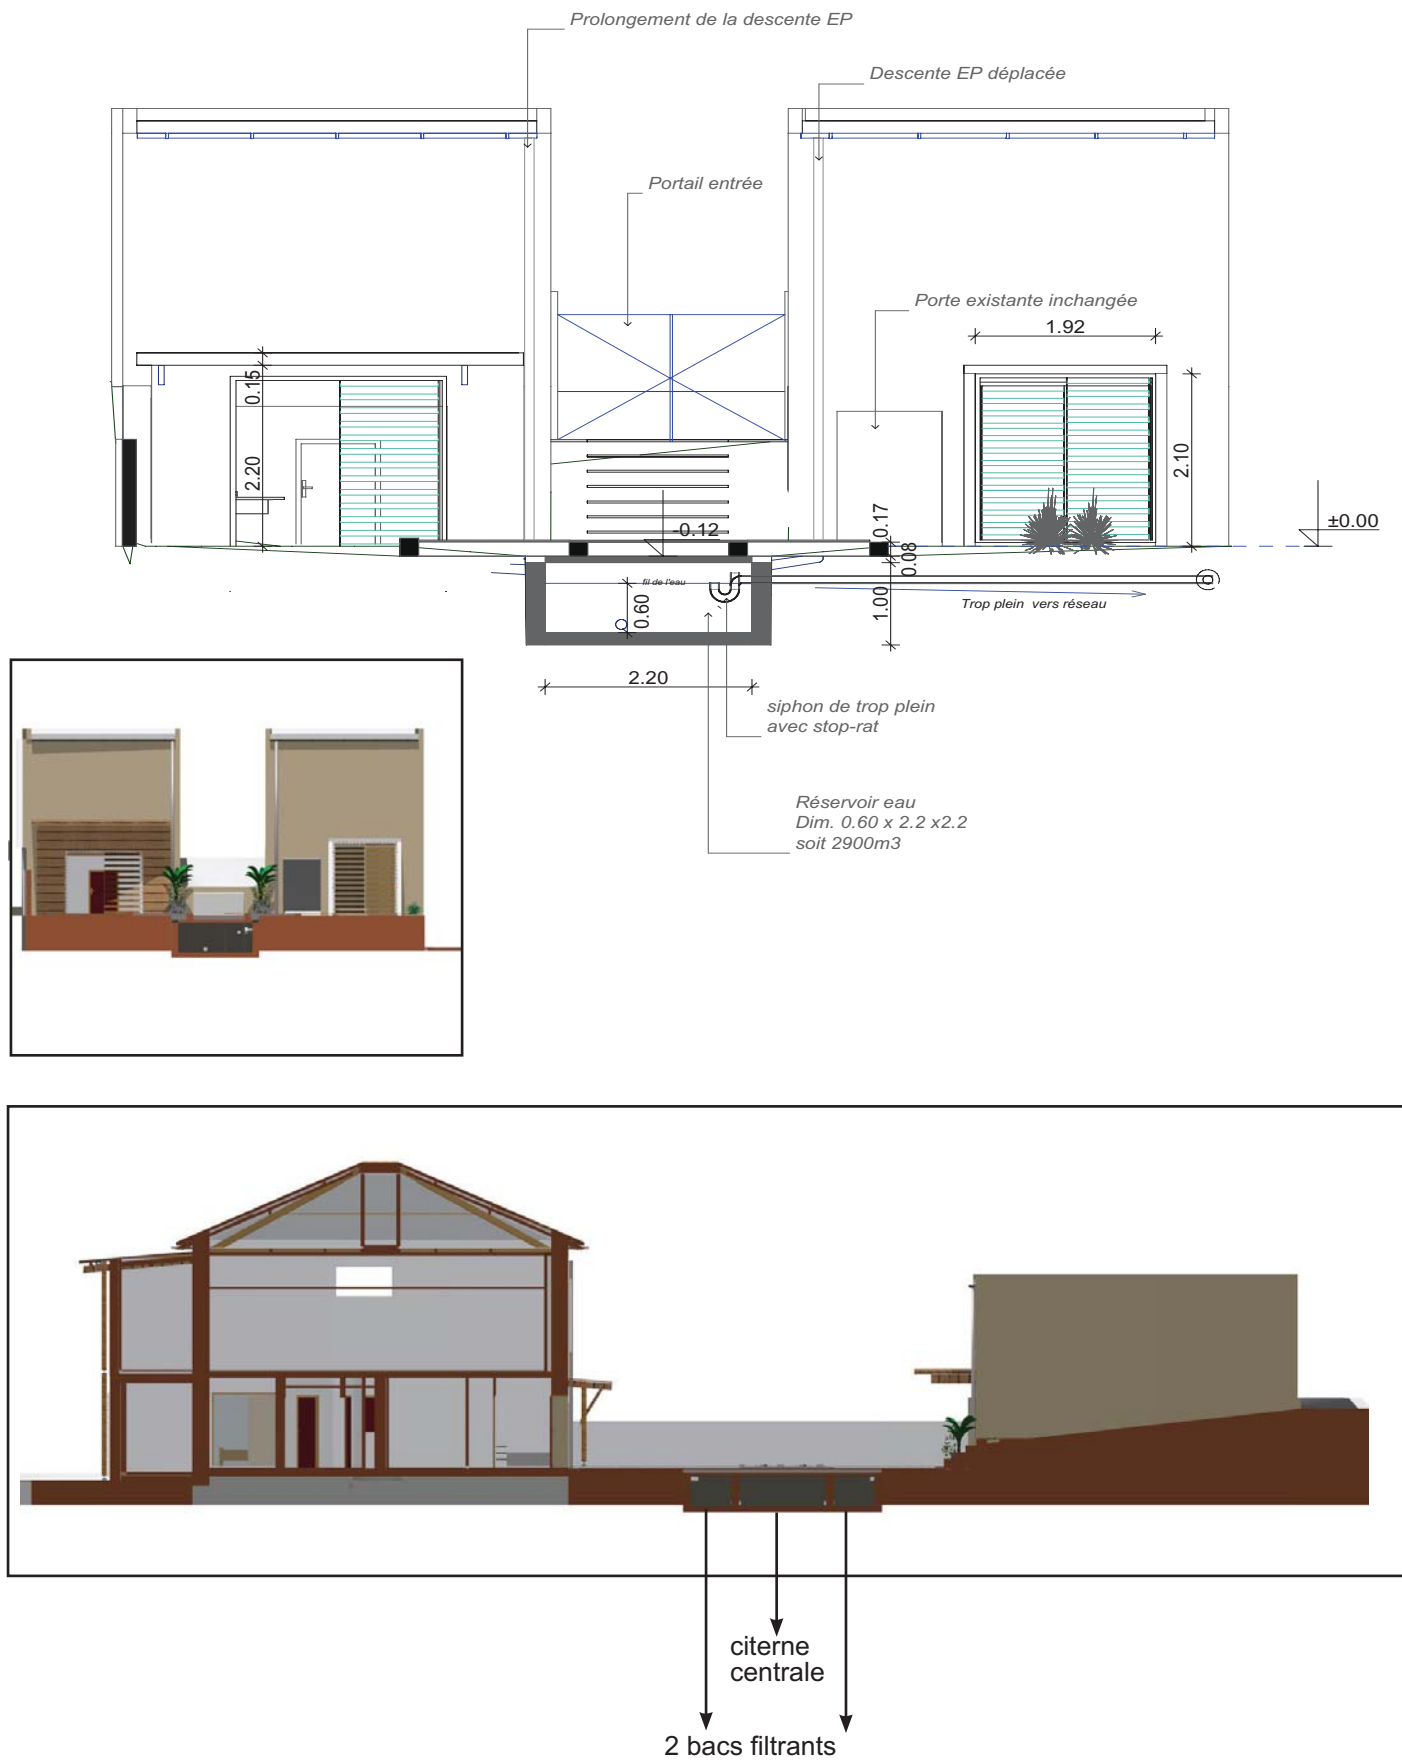 Prolongement de la descente EP
Descente EP déplacée
Portail entrée
Porte existante inchangée
1.92
0.15
2.20
2.10
-0.12
0.17
±0.00
0.08
fil de l'eau
0.60
1.00
Trop plein vers réseau
2.20
siphon de trop plein
avec stop-rat
Réservoir eau
Dim. 0.60 x 2.2 x2.2
soit 2900m3
citerne
centrale
2 bacs filtrants